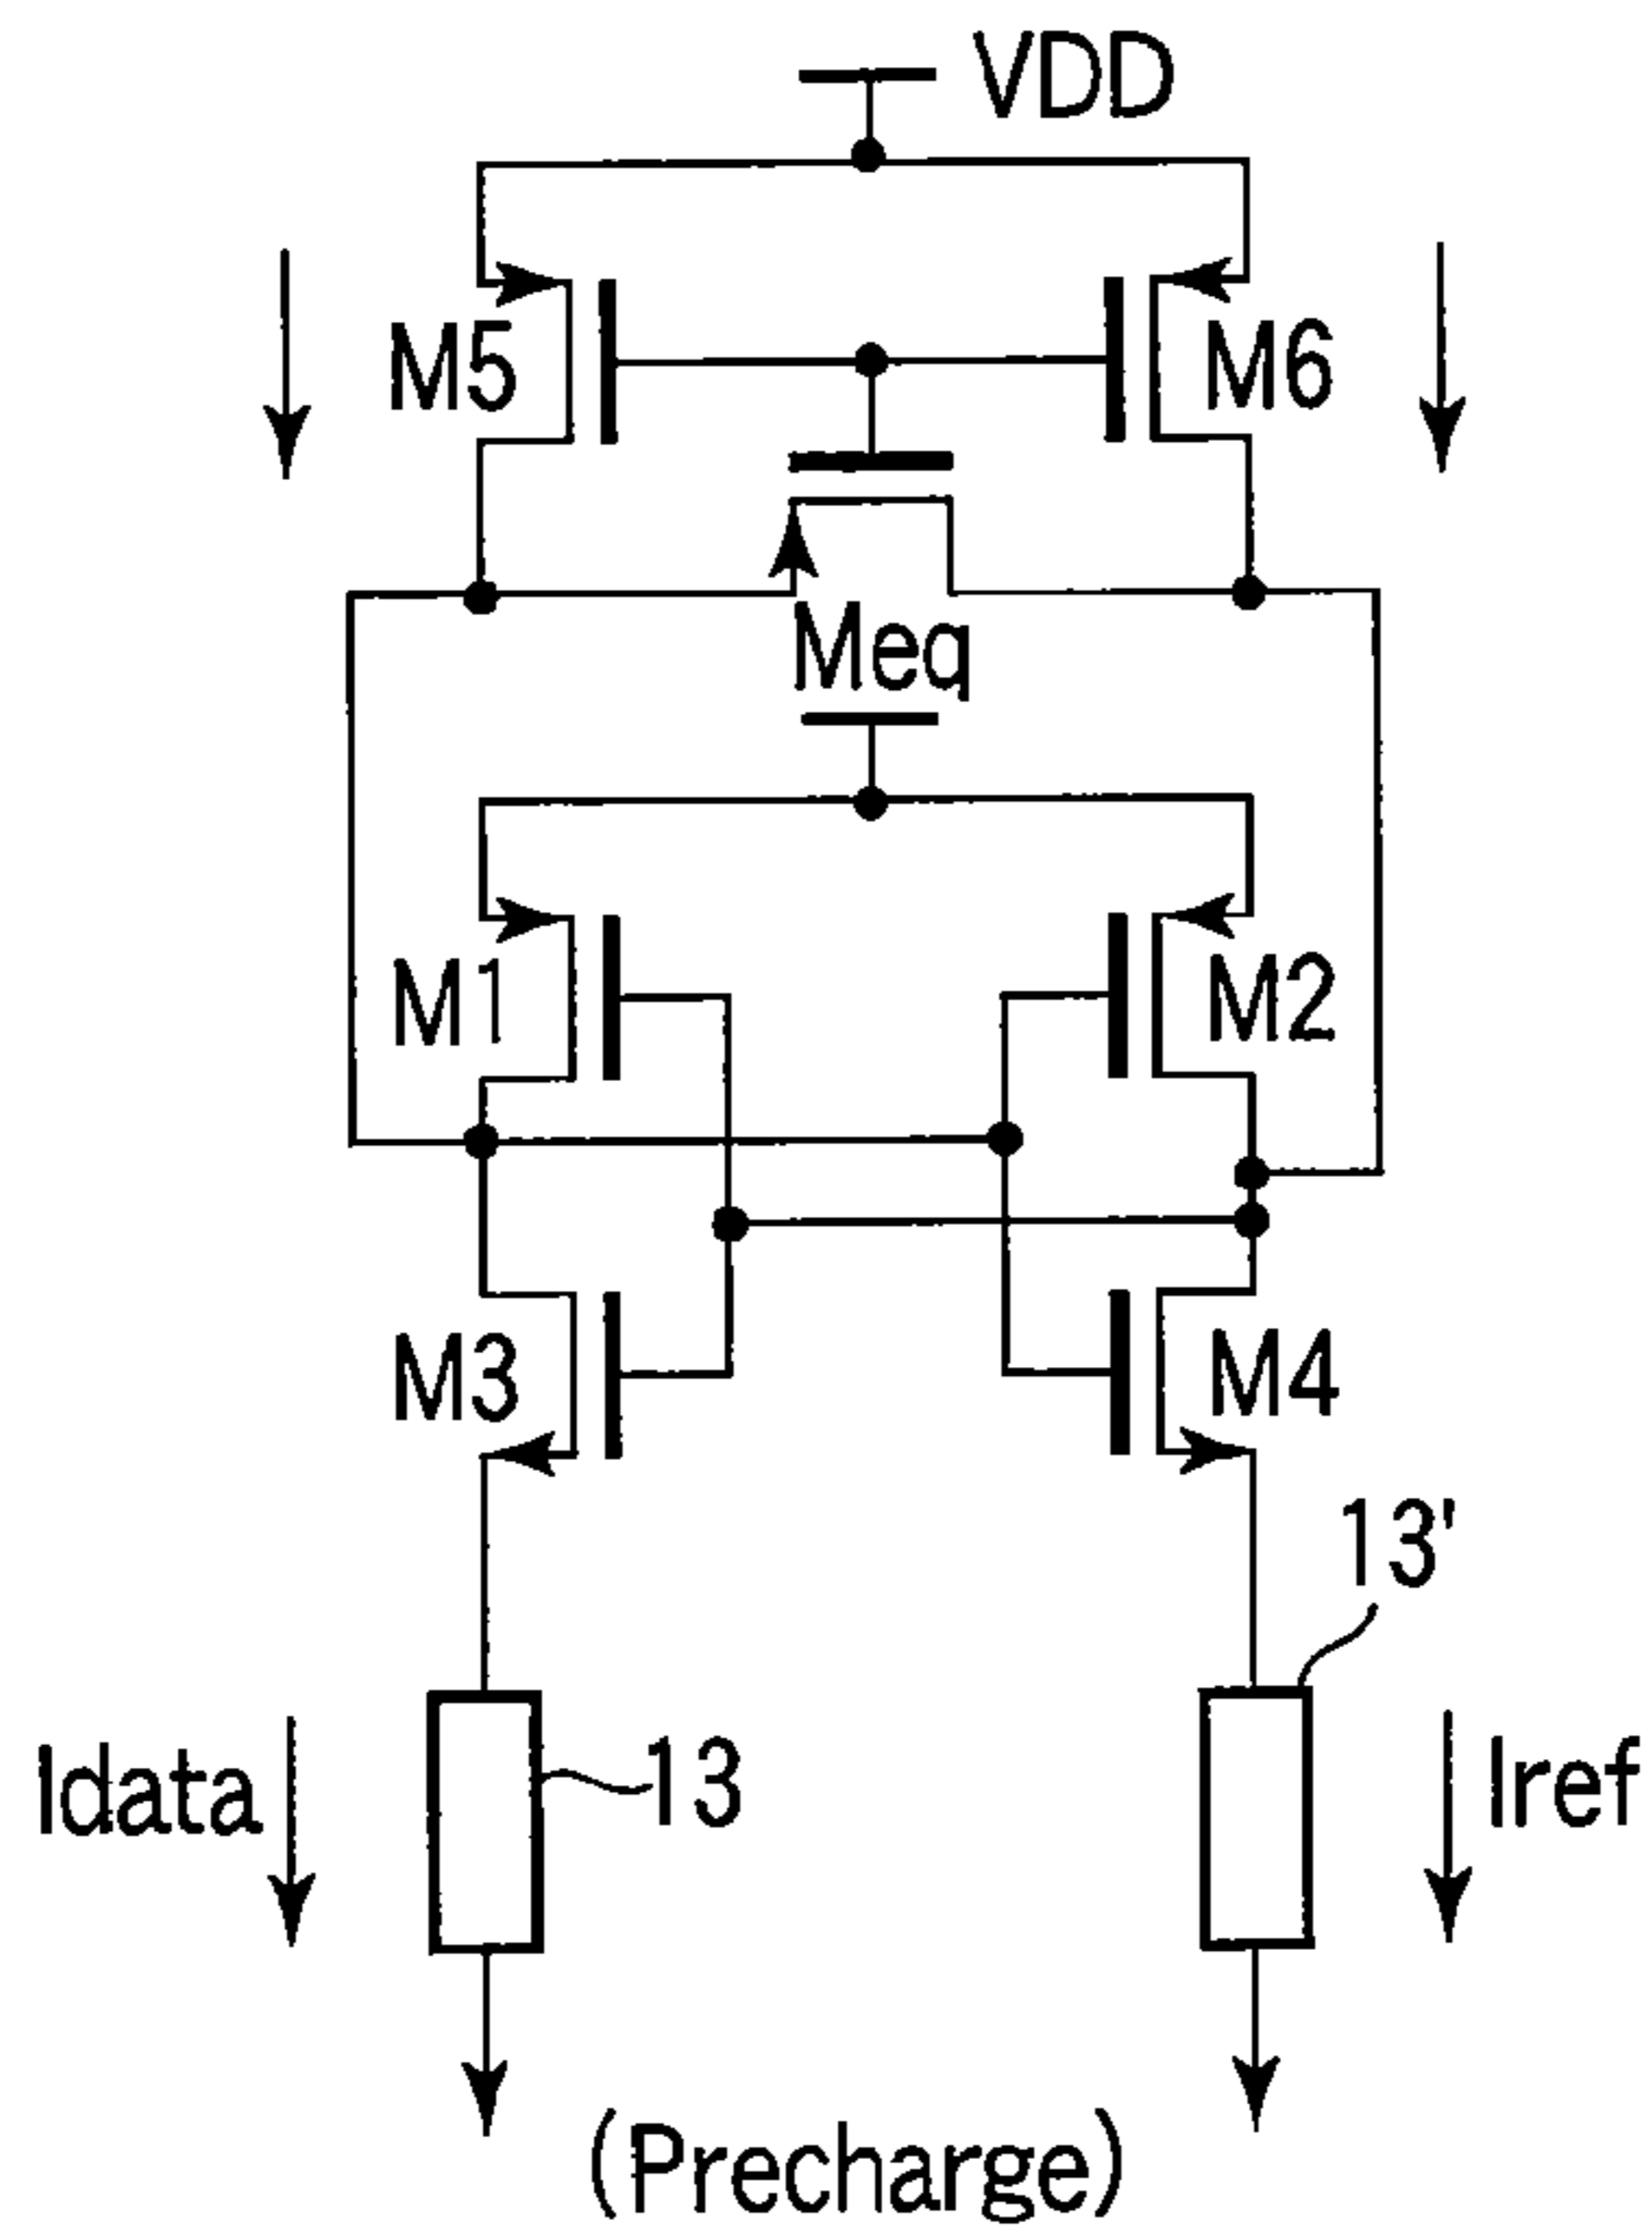 VDD
M5
M6
Meq
M1
M2
M3
M4
13'
Idata
13
Iref
(Precharge)